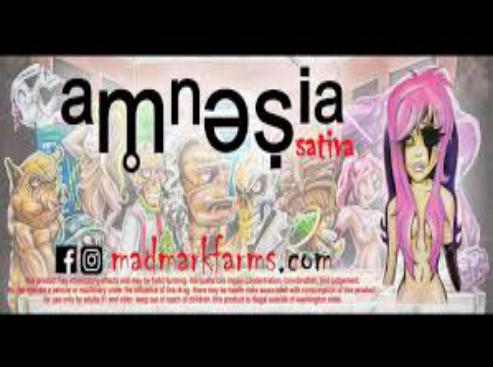 amnesia
sativa
madmarkfarms.com
This product may intoxicating effects and may be habit forming. marijuana can impair concentration, coordination, and judgement.
Do not operate a vehicle or machinery under the influence of this drug. there may be health risks associated with consumption of this product.
for use only by adults 21 and older. keep out of reach of children. this product is illegal outside of washington state.